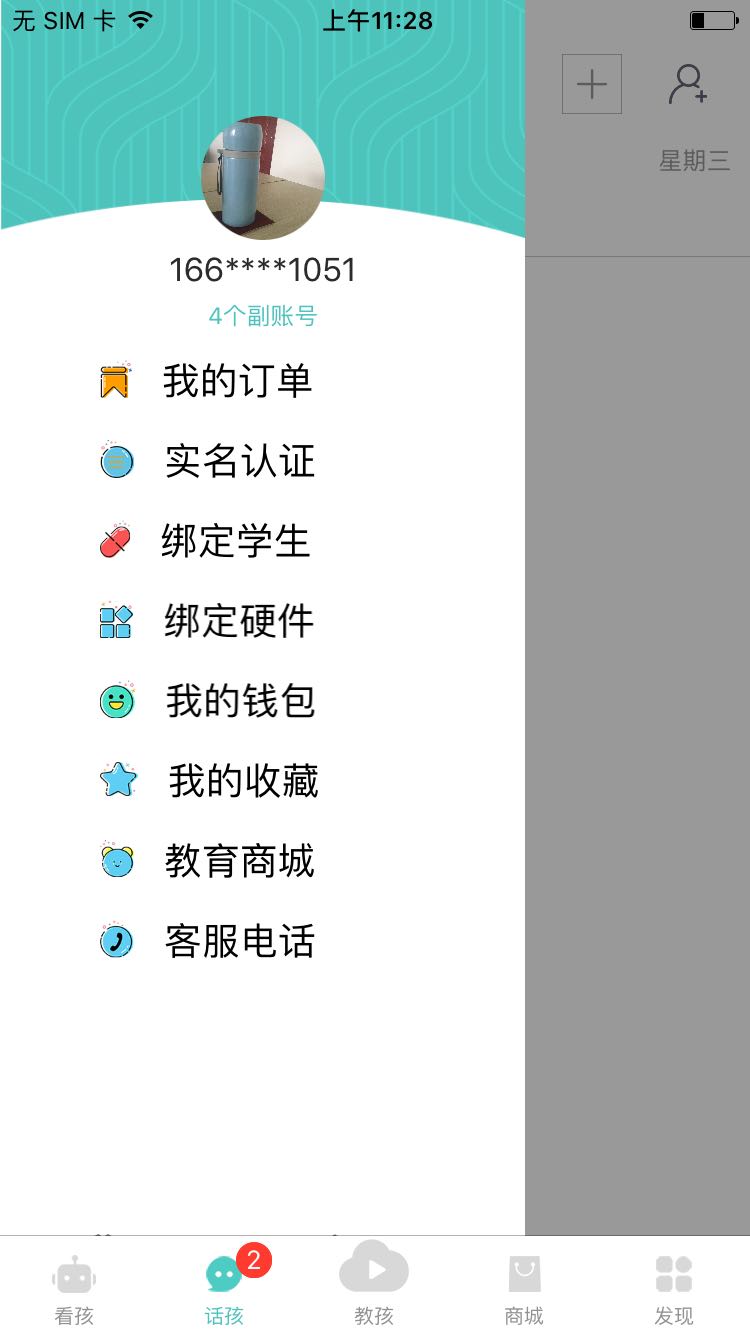 无 SIM 卡 上午11:28
星期三
166****1051
4个副账号
我的订单
实名认证
绑定学生
绑定硬件
我的钱包
我的收藏
教育商城
客服电话
2
看孩 话孩 教孩 商城 发现